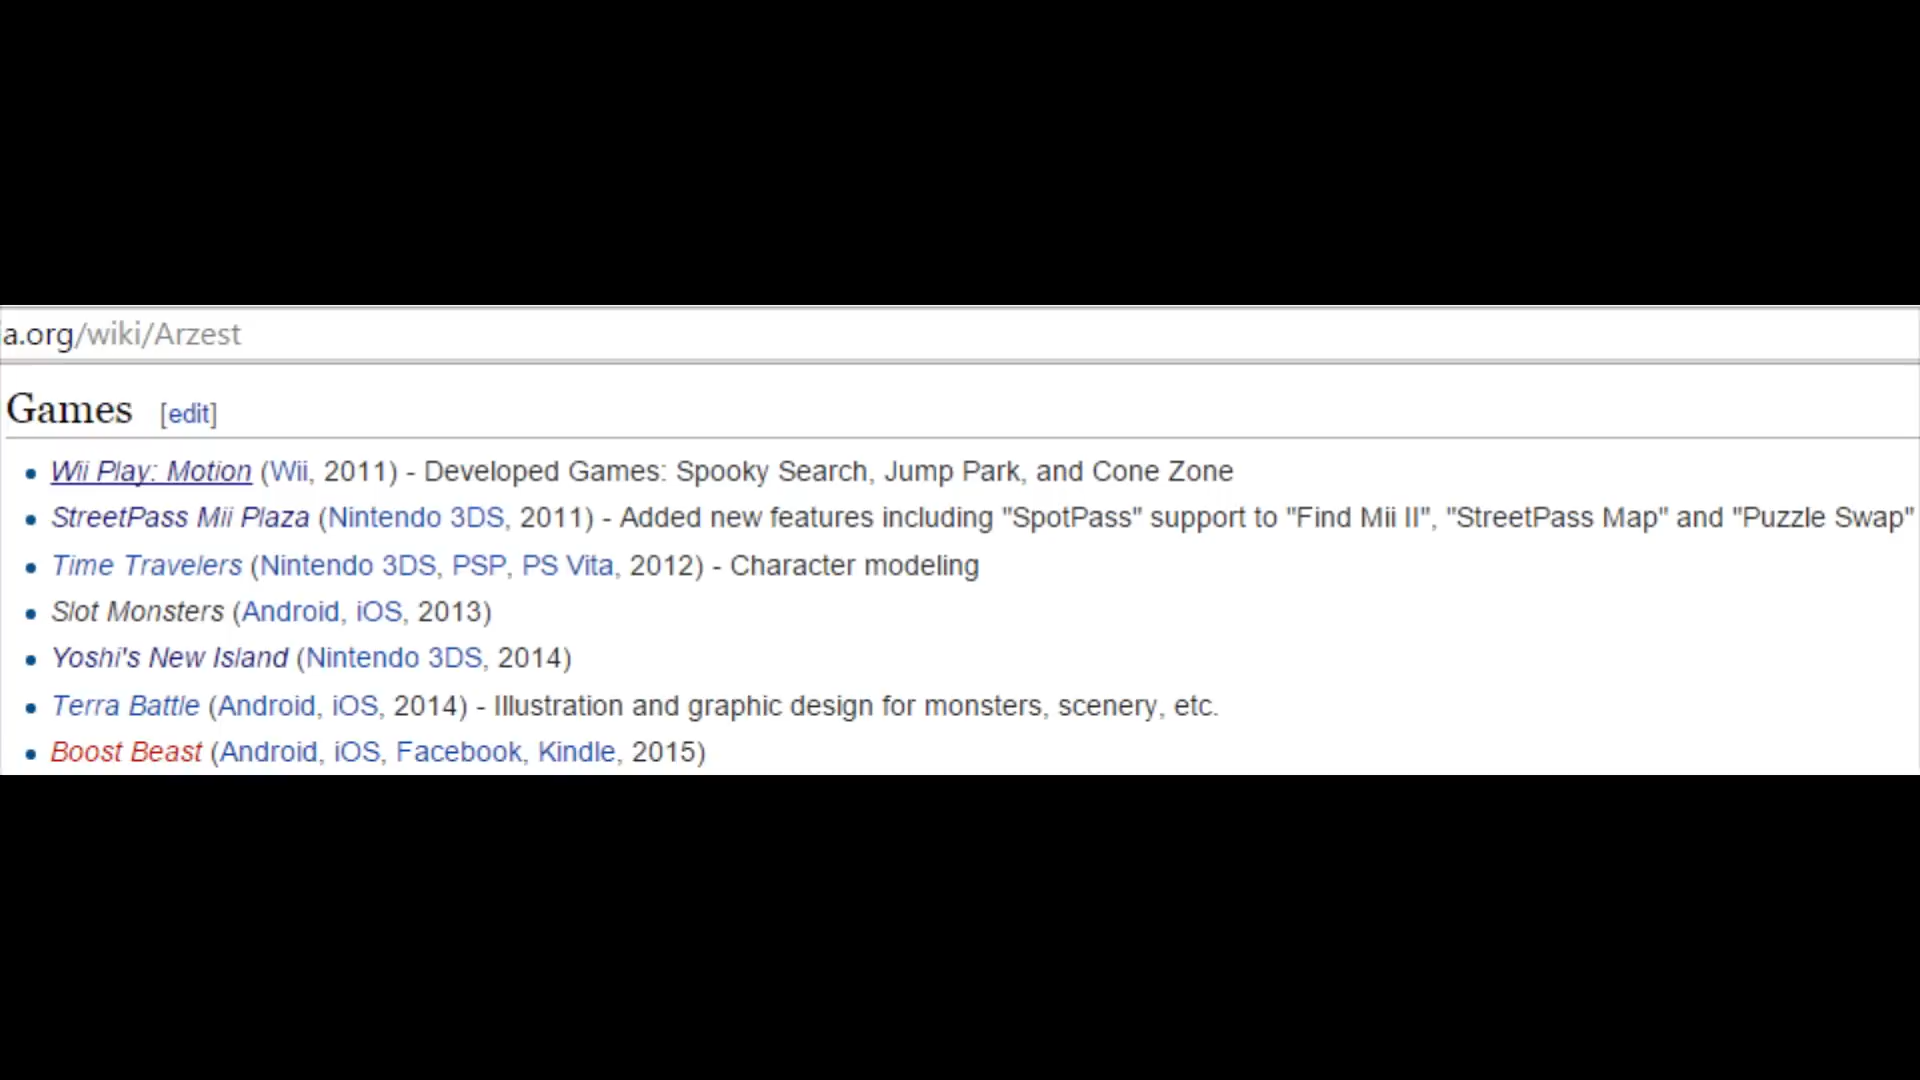 a.org/wiki/Arzest
Games [edit]
Wii Play: Motion (Wii, 2011) - Developed Games: Spooky Search, Jump Park, and Cone Zone
StreetPass Mii Plaza (Nintendo 3DS, 2011) - Added new features including "SpotPass" support to "Find Mii II", "StreetPass Map" and "Puzzle Swap"
Time Travelers (Nintendo 3DS, PSP, PS Vita, 2012) - Character modeling
Slot Monsters (Android, iOS, 2013)
Yoshi's New Island (Nintendo 3DS, 2014)
Terra Battle (Android, iOS, 2014) - Illustration and graphic design for monsters, scenery, etc.
Boost Beast (Android, iOS, Facebook, Kindle, 2015)